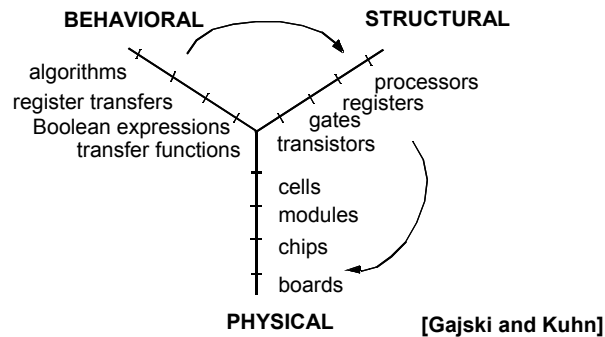 BEHAVIORAL
STRUCTURAL
algorithms
register transfers
Boolean expressions
transfer functions
processors
registers
gates
transistors
cells
modules
chips
boards
PHYSICAL
[Gajski and Kuhn]